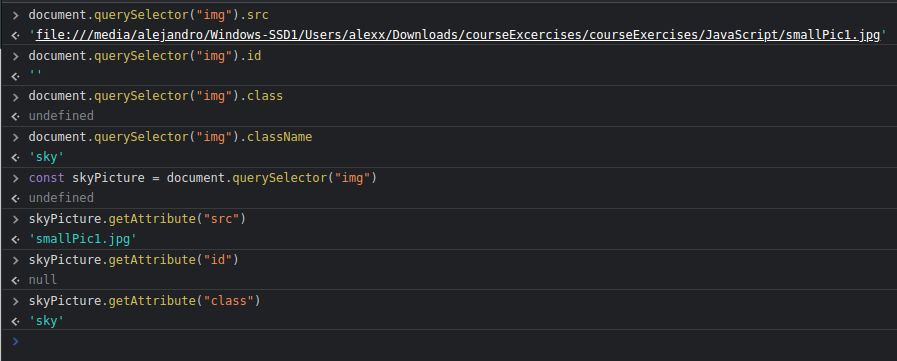 document.querySelector("img").src
'file:///media/alejandro/Windows-SSD1/Users/alexx/Downloads/courseExcercises/courseExercises/JavaScript/smallPic1.jpg'
document.querySelector("img").id
''
document.querySelector("img").class
undefined
document.querySelector("img").className
'sky'
const skyPicture = document.querySelector("img")
undefined
skyPicture.getAttribute("src")
'smallPic1.jpg'
skyPicture.getAttribute("id")
null
skyPicture.getAttribute("class")
'sky'